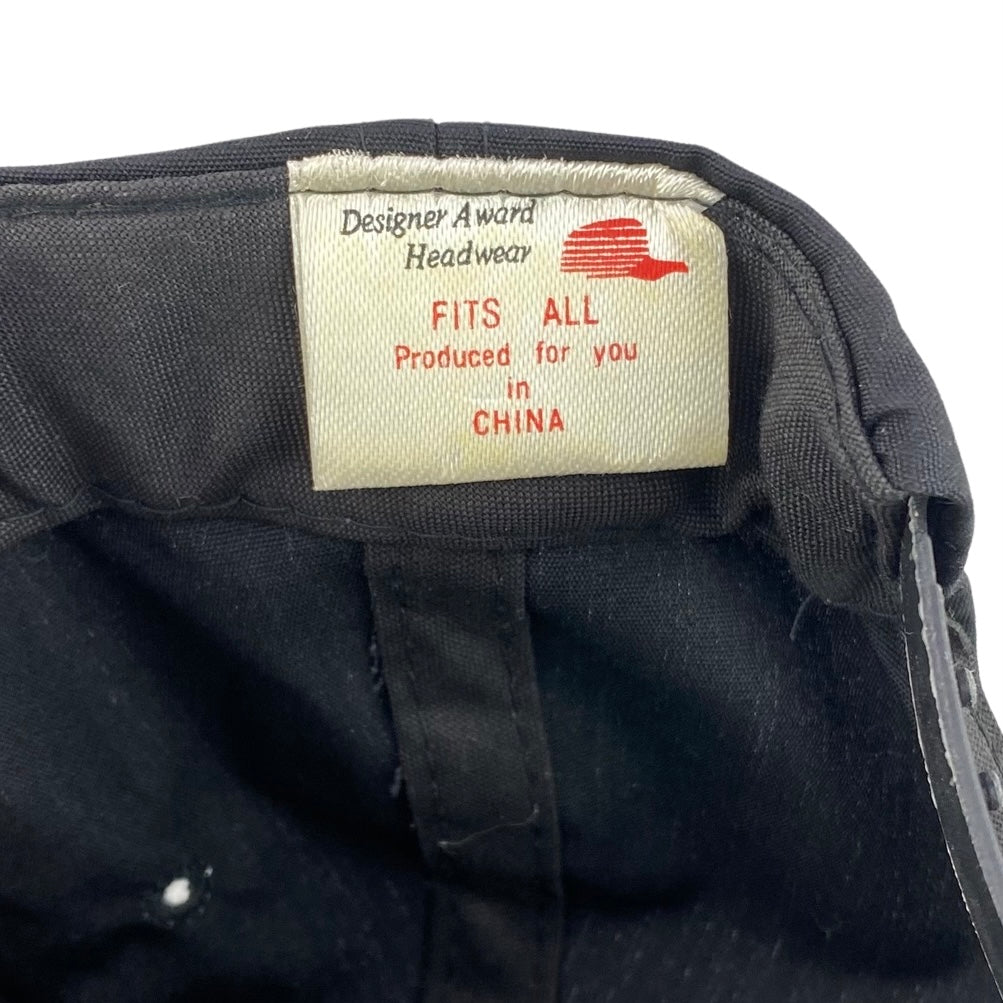 Designer Award
Headwear
FITS ALL
Produced for you
in
CHINA